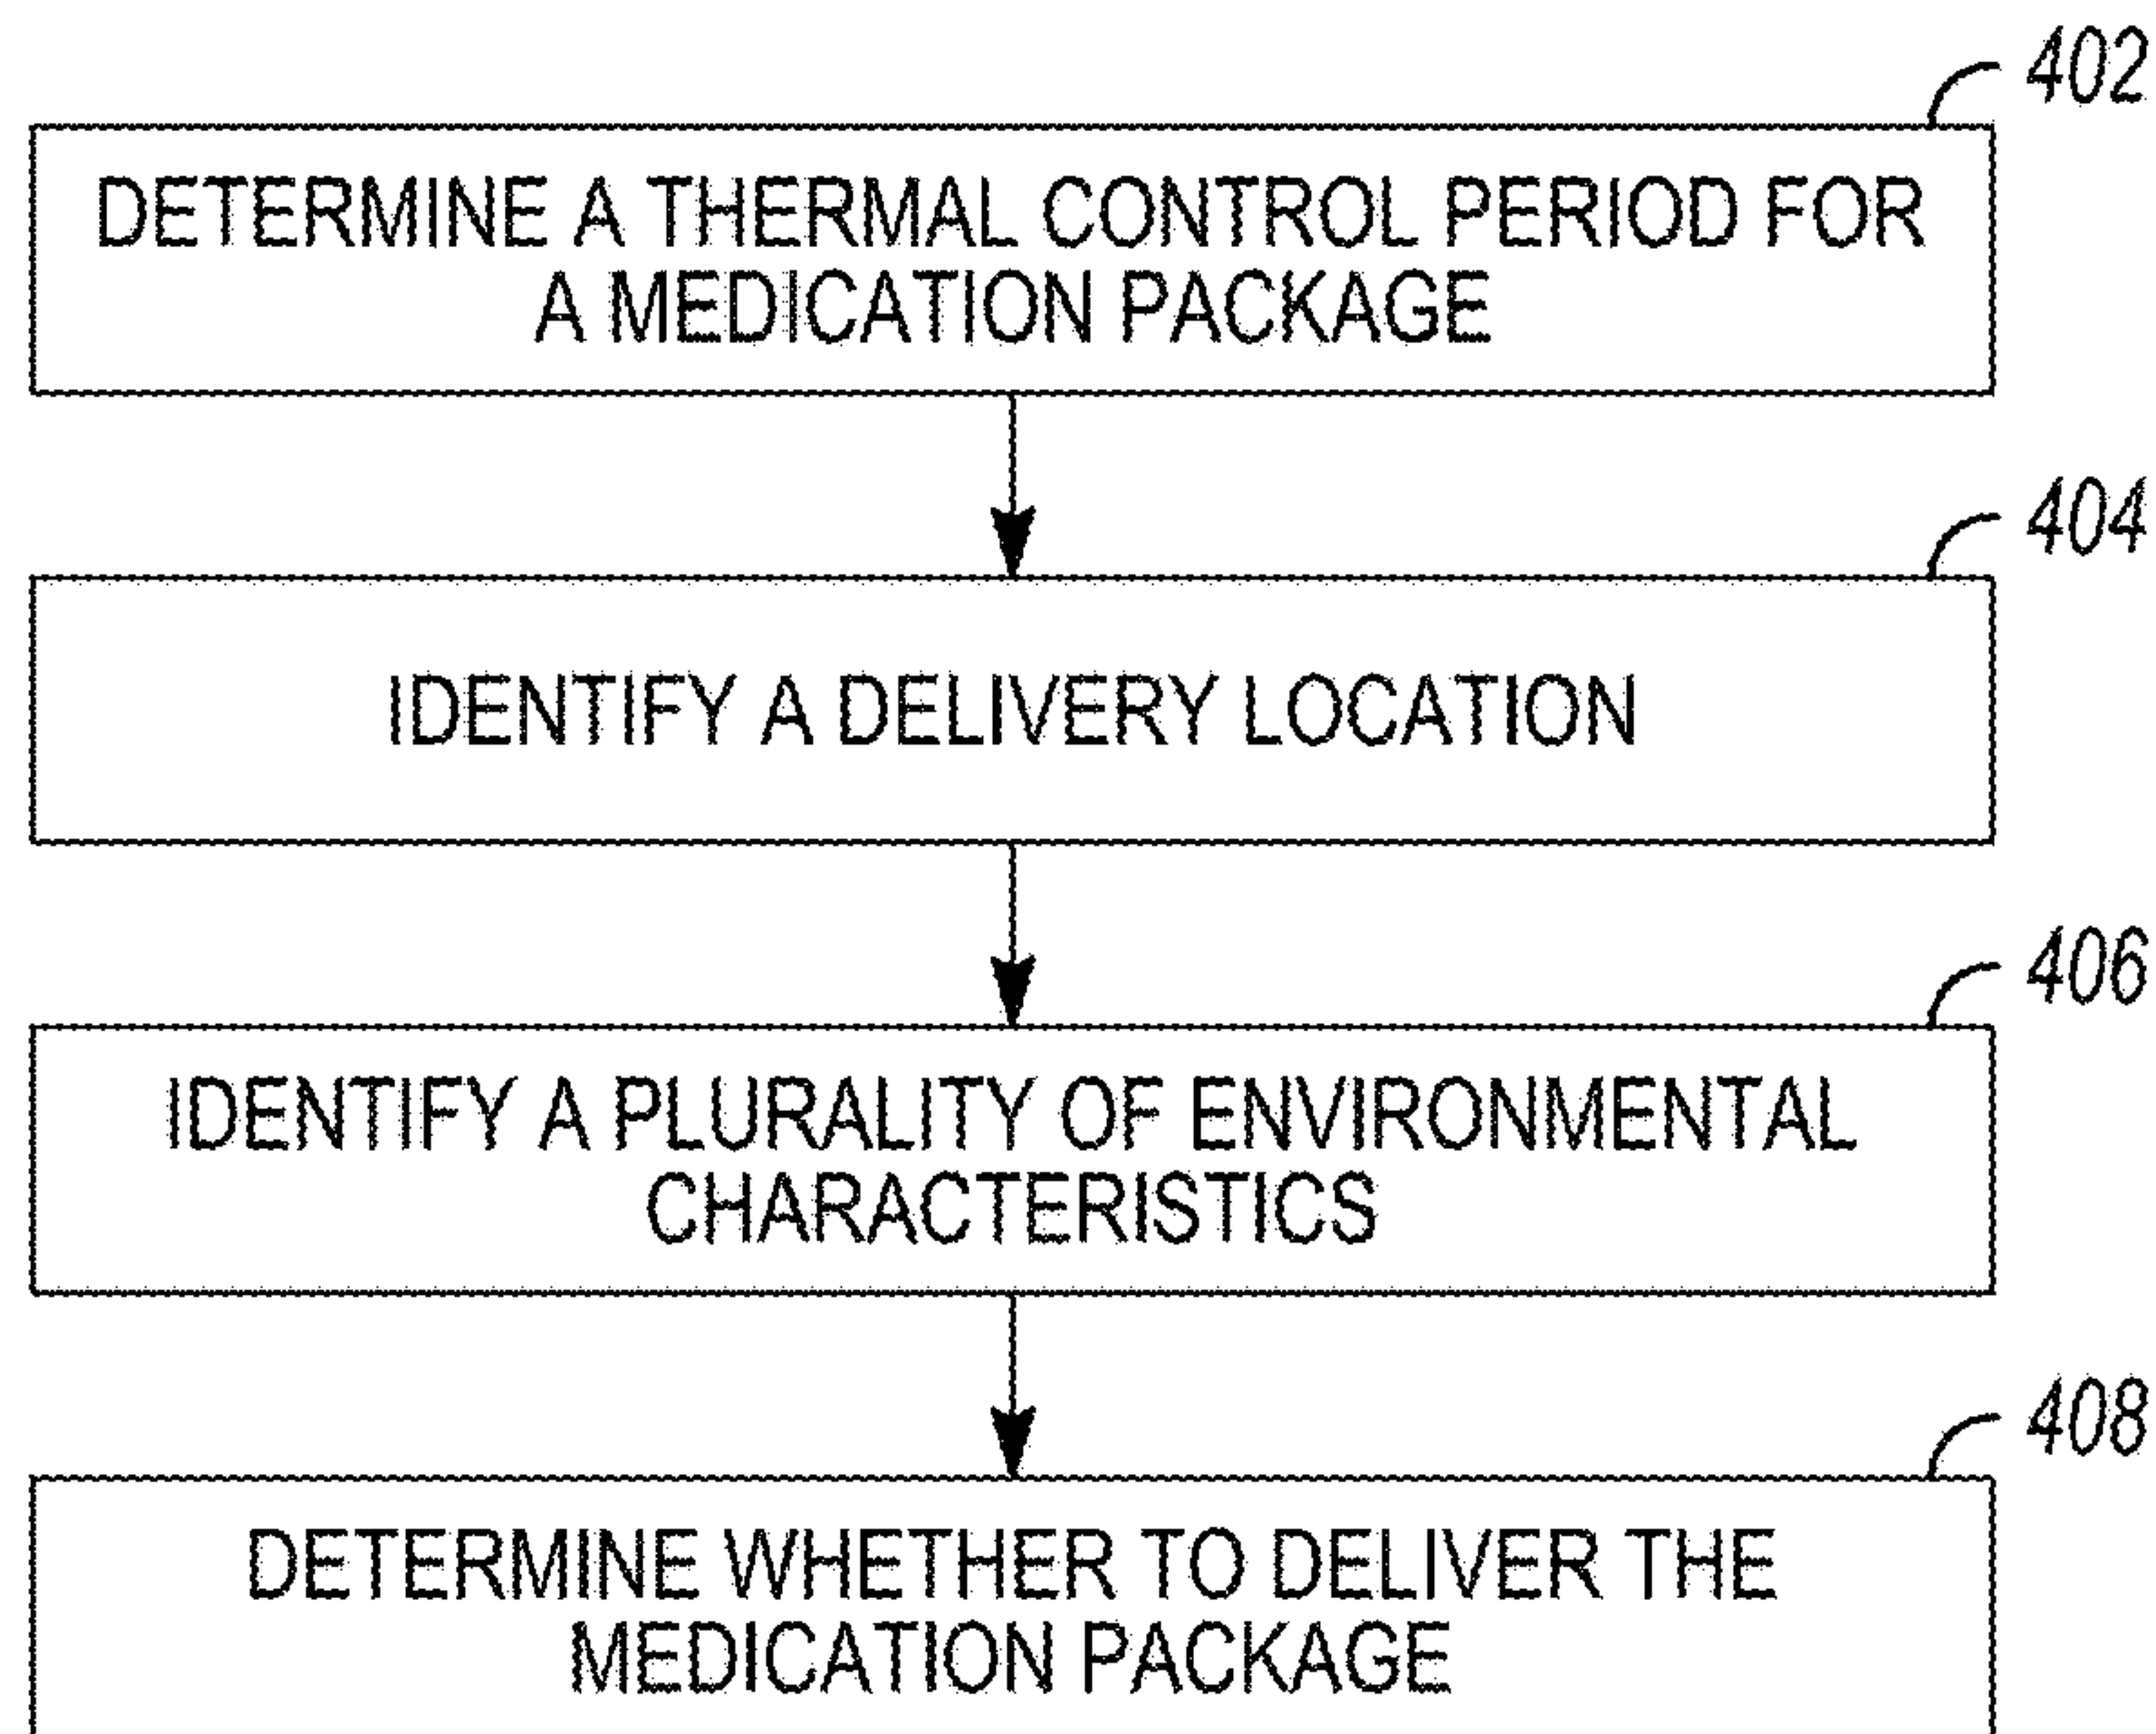 402
DETERMINE A THERMAL CONTROL PERIOD FOR
A MEDICATION PACKAGE
404
IDENTIFY A DELIVERY LOCATION
406
IDENTIFY A PLURALITY OF ENVIRONMENTAL
CHARACTERISTICS
408
DETERMINE WHETHER TO DELIVER THE
MEDICATION PACKAGE